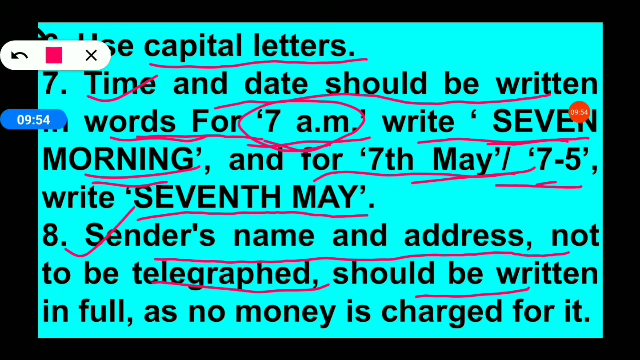 Use capital letters.
7. Time and date should be written
in words For ‘7 a.m.’ write ‘ SEVEN
MORNING’, and for ‘7th May’/ ‘7-5’,
write ‘SEVENTH MAY’.
8. Sender's name and address, not
to be telegraphed, should be written
in full, as no money is charged for it.
09:54
09:54